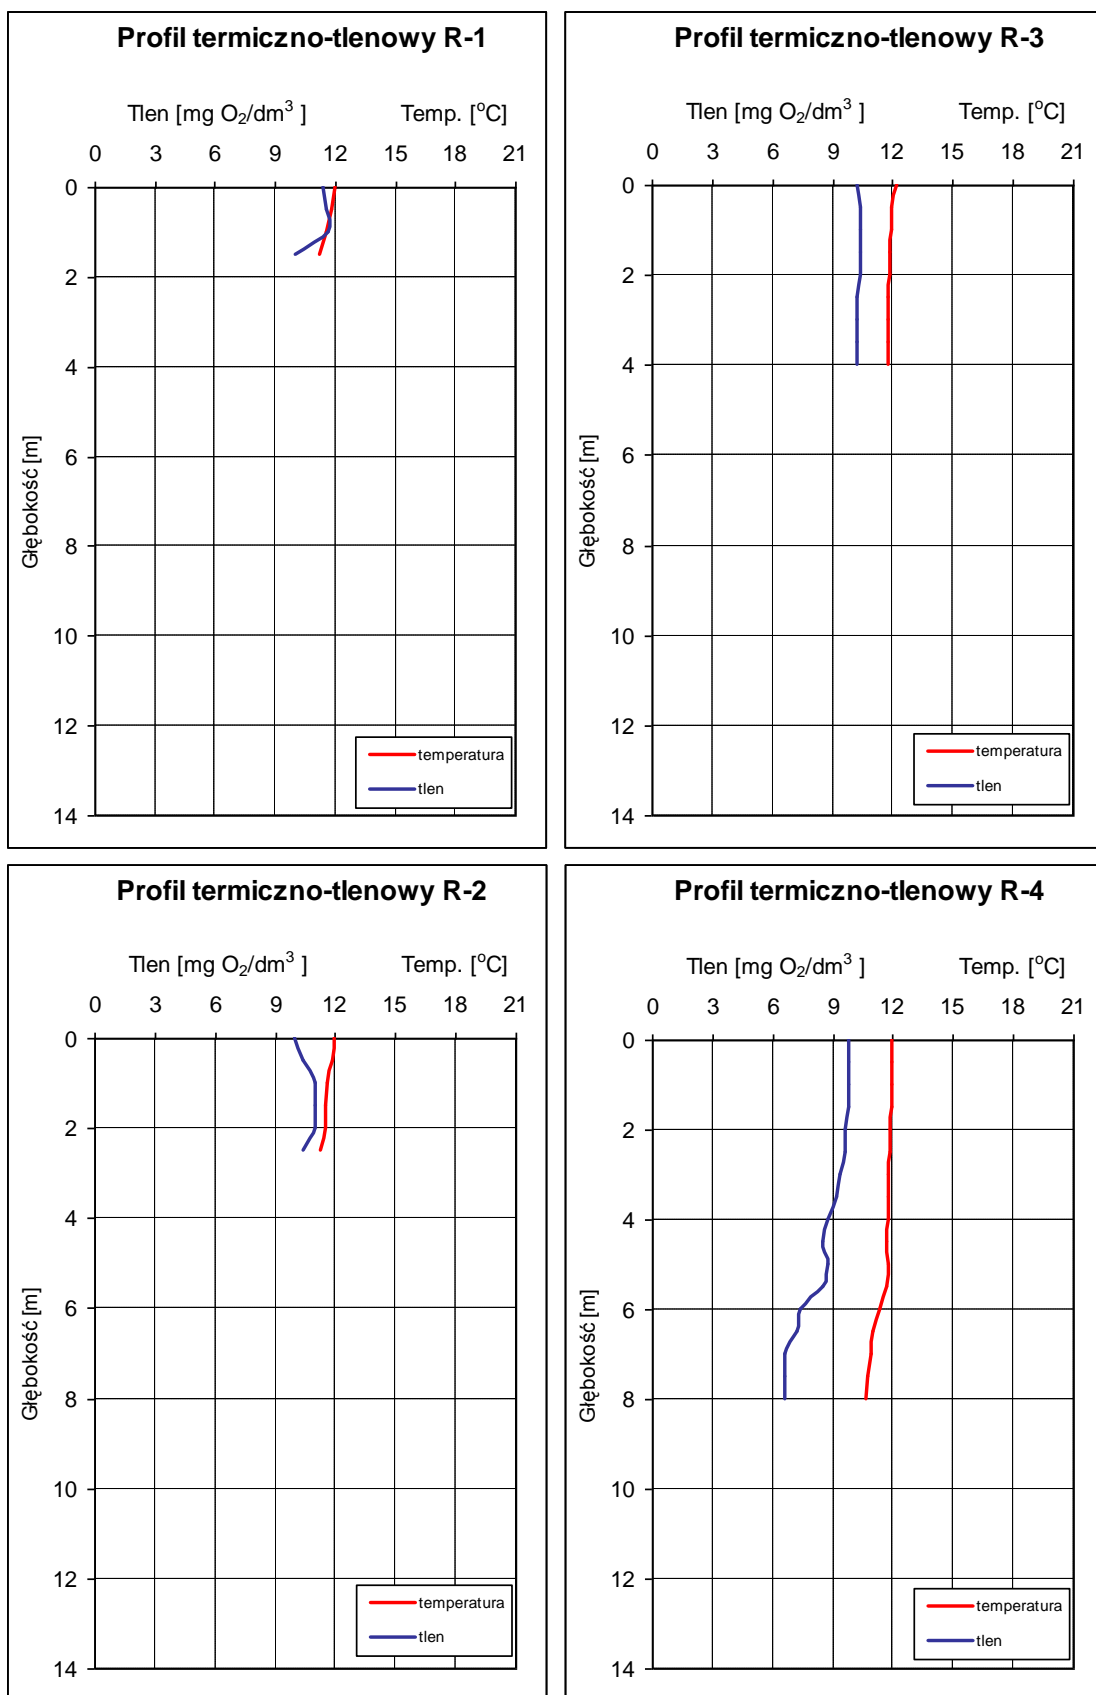 Profil termiczno-tlenowy R-1
Tlen [mg O₂/dm³ ] Temp. [°C]
0 3 6 9 12 15 18 21
0
2
4
6
8
10
12
14
Głębokość [m]
temperatura
tlen
Profil termiczno-tlenowy R-3
Tlen [mg O₂/dm³ ] Temp. [°C]
0 3 6 9 12 15 18 21
0
2
4
6
8
10
12
14
Głębokość [m]
temperatura
tlen
Profil termiczno-tlenowy R-2
Tlen [mg O₂/dm³ ] Temp. [°C]
0 3 6 9 12 15 18 21
0
2
4
6
8
10
12
14
Głębokość [m]
temperatura
tlen
Profil termiczno-tlenowy R-4
Tlen [mg O₂/dm³ ] Temp. [°C]
0 3 6 9 12 15 18 21
0
2
4
6
8
10
12
14
Głębokość [m]
temperatura
tlen